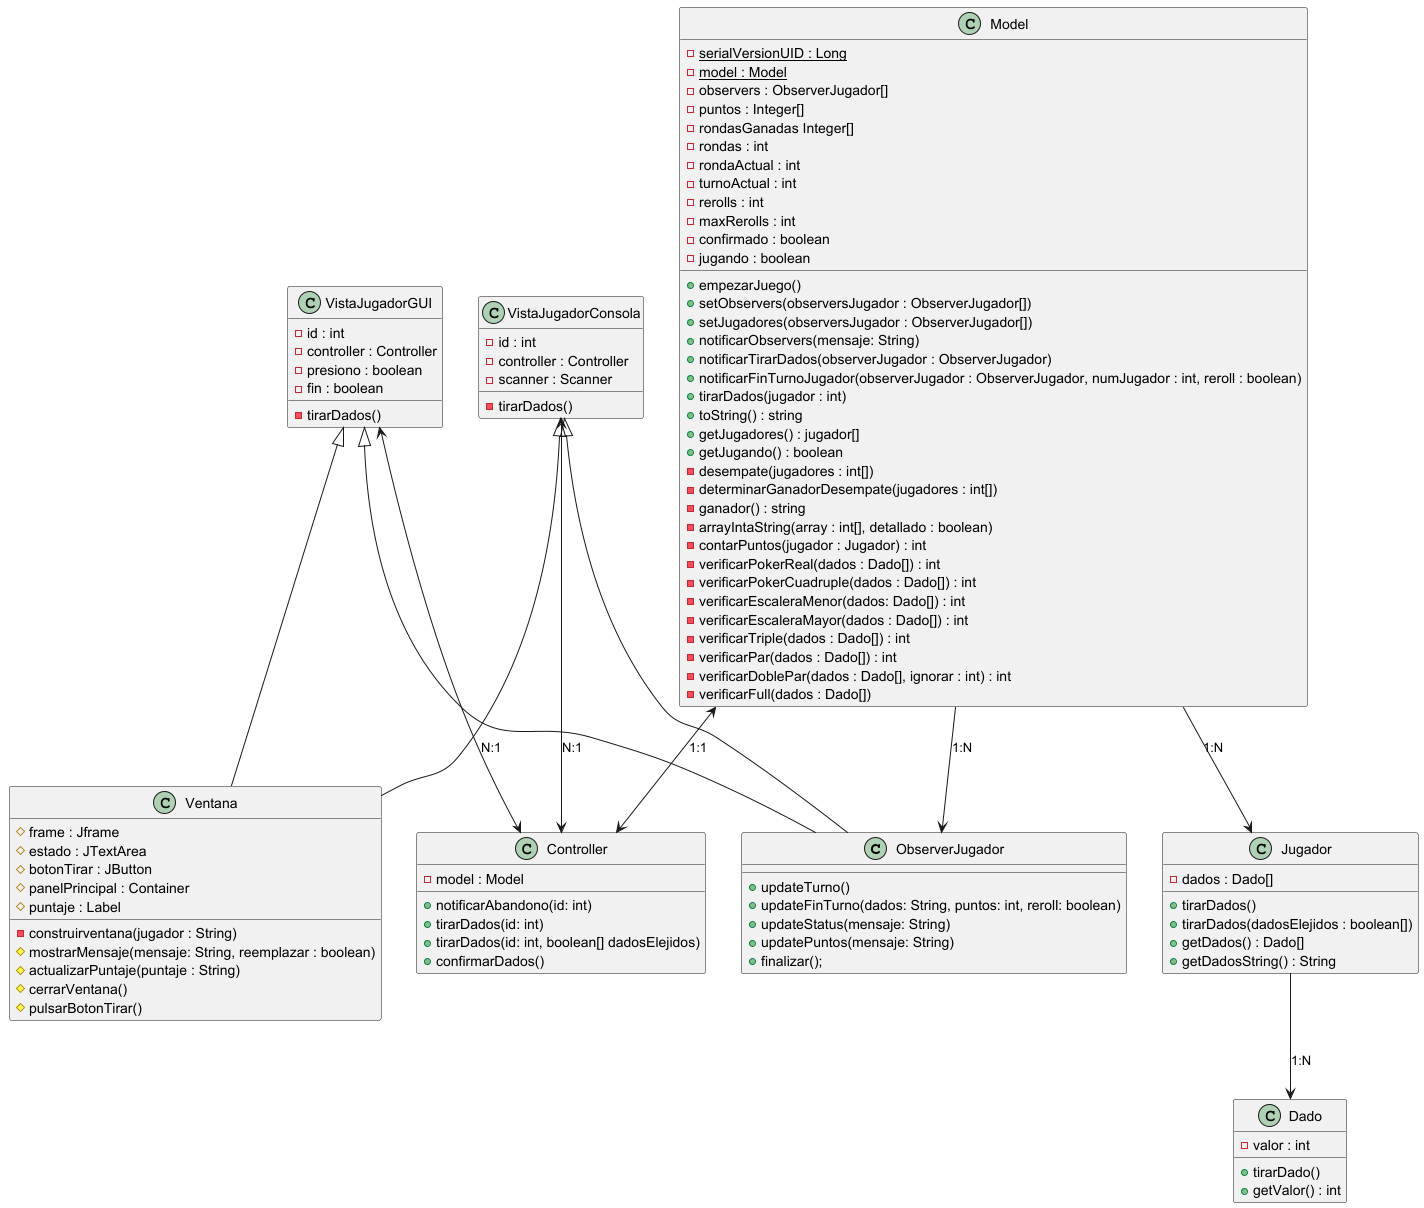 C Model
serialVersionUID : Long
model : Model
observers : ObserverJugador[]
puntos : Integer[]
rondasGanadas Integer[]
rondas : int
rondaActual : int
turnoActual : int
rerolls : int
maxRerolls : int
confirmado : boolean
jugando : boolean
empezarJuego()
setObservers(observersJugador : ObserverJugador[])
setJugadores(observersJugador : ObserverJugador[])
notificarObservers(mensaje: String)
notificarTirarDados(observerJugador : ObserverJugador)
notificarFinTurnoJugador(observerJugador : ObserverJugador, numJugador : int, reroll : boolean)
tirarDados(jugador : int)
toString() : string
getJugadores() : jugador[]
getJugando() : boolean
desempate(jugadores : int[])
determinarGanadorDesempate(jugadores : int[])
ganador() : string
arrayIntaString(array : int[], detallado : boolean)
contarPuntos(jugador : Jugador) : int
verificarPokerReal(dados : Dado[]) : int
verificarPokerCuadruple(dados : Dado[]) : int
verificarEscaleraMenor(dados: Dado[]) : int
verificarEscaleraMayor(dados : Dado[]) : int
verificarTriple(dados : Dado[]) : int
verificarPar(dados : Dado[]) : int
verificarDoblePar(dados : Dado[], ignorar : int) : int
verificarFull(dados : Dado[])
C VistaJugadorGUI
id : int
controller : Controller
presiono : boolean
fin : boolean
tirarDados()
C VistaJugadorConsola
id : int
controller : Controller
scanner : Scanner
tirarDados()
N:1
N:1
1:1
1:N
1:N
C Ventana
frame : Jframe
estado : JTextArea
botonTirar : JButton
panelPrincipal : Container
puntaje : Label
construirventana(jugador : String)
mostrarMensaje(mensaje: String, reemplazar : boolean)
actualizarPuntaje(puntaje : String)
cerrarVentana()
pulsarBotonTirar()
C Controller
model : Model
notificarAbandono(id: int)
tirarDados(id: int)
tirarDados(id: int, boolean[] dadosElejidos)
confirmarDados()
C ObserverJugador
updateTurno()
updateFinTurno(dados: String, puntos: int, reroll: boolean)
updateStatus(mensaje: String)
updatePuntos(mensaje: String)
finalizar();
C Jugador
dados : Dado[]
tirarDados()
tirarDados(dadosElejidos : boolean[])
getDados() : Dado[]
getDadosString() : String
1:N
C Dado
valor : int
tirarDado()
getValor() : int